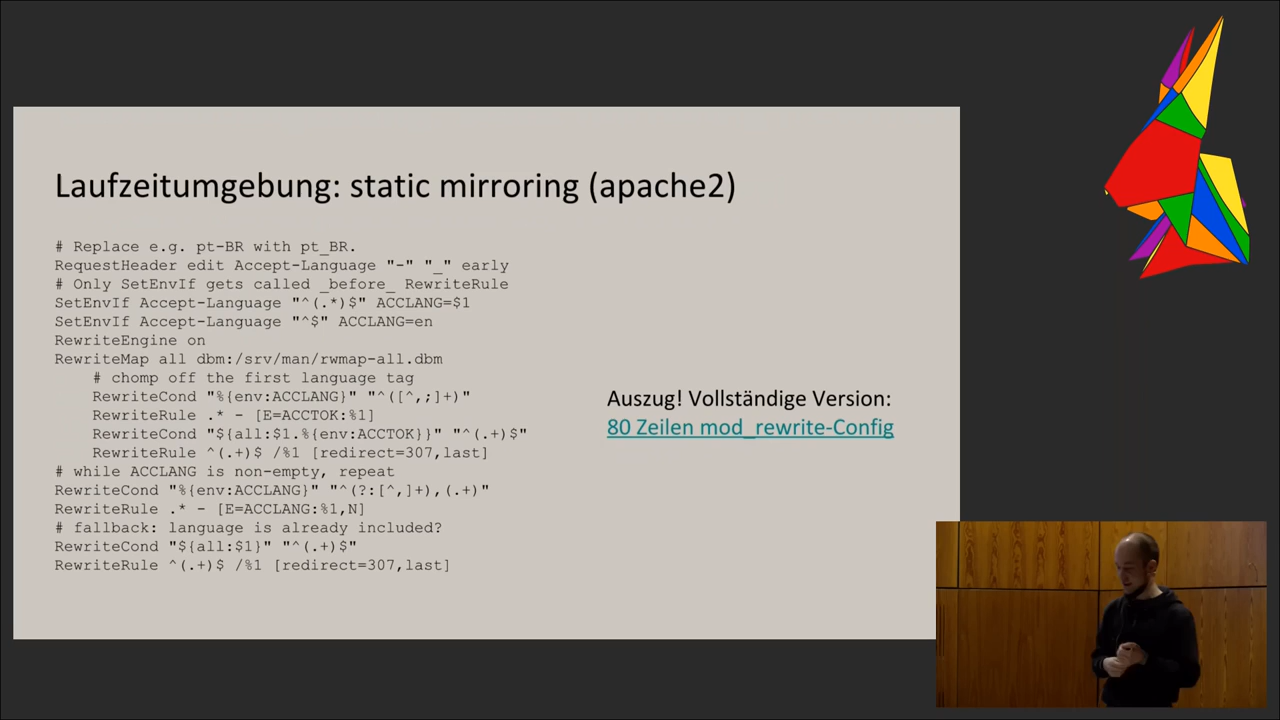 Laufzeitumgebung: static mirroring (apache2)
# Replace e.g. pt-BR with pt_BR.
RequestHeader edit Accept-Language "-" "_" early
# Only SetEnvIf gets called _before_ RewriteRule
SetEnvIf Accept-Language "^(.*)$" ACCLANG=$1
SetEnvIf Accept-Language "^$" ACCLANG=en
RewriteEngine on
RewriteMap all dbm:/srv/man/rwmap-all.dbm
# chomp off the first language tag
RewriteCond "%{env:ACCLANG}" "^([^,;]+)"
RewriteRule .* - [E=ACCTOK:%1]
RewriteCond "${all:$1.%{env:ACCTOK}}" "^(.+)$"
RewriteRule ^(.+)$ /%1 [redirect=307,last]
# while ACCLANG is non-empty, repeat
RewriteCond "%{env:ACCLANG}" "^(?:[^,]+),(.+)"
RewriteRule .* - [E=ACCLANG:%1,N]
# fallback: language is already included?
RewriteCond "${all:$1}" "^(.+)$"
RewriteRule ^(.+)$ /%1 [redirect=307,last]
Auszug! Vollständige Version:
80 Zeilen mod_rewrite-Config